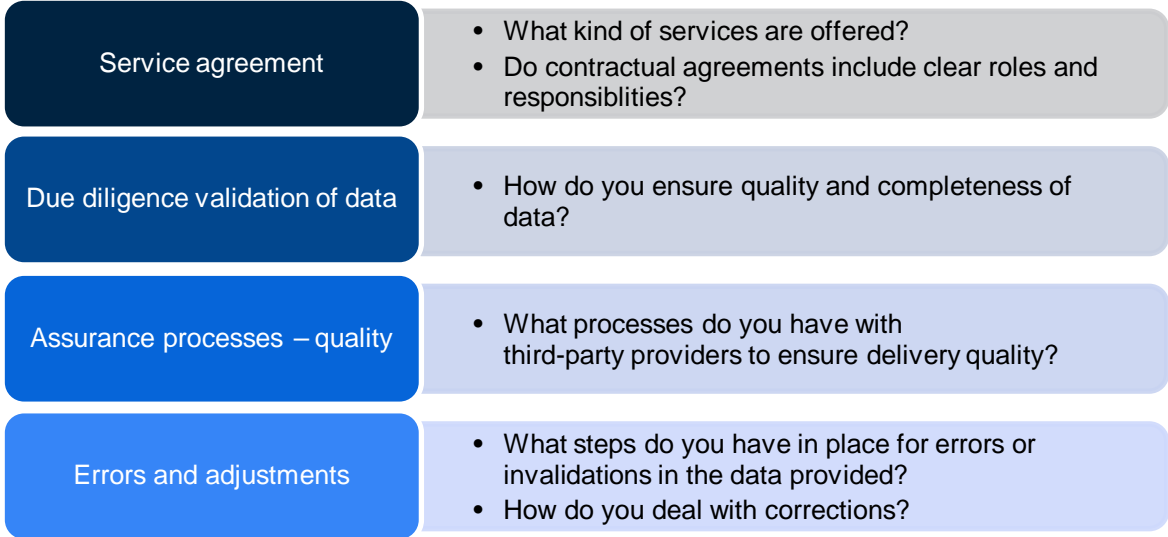 Service agreement
• What kind of services are offered?
• Do contractual agreements include clear roles and
responsiblities?
Due diligence validation of data
• How do you ensure quality and completeness of
data?
Assurance processes – quality
• What processes do you have with
third-party providers to ensure delivery quality?
Errors and adjustments
• What steps do you have in place for errors or
invalidations in the data provided?
• How do you deal with corrections?